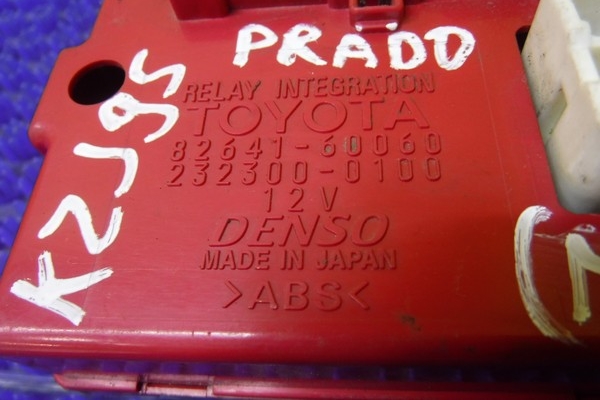 PRADO
KZJ95
RELAY INTEGRATION
TOYOTA
82641-60060
232300-0100
12V
DENSO
MADE IN JAPAN
>ABS<